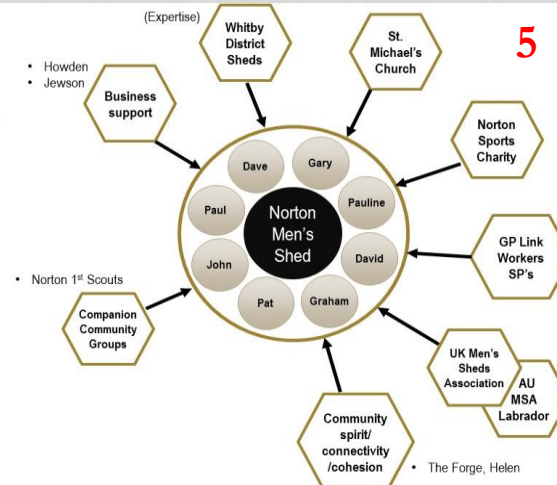 (Expertise)
Whitby
District
Sheds
St.
Michael's
Church
5
• Howden
• Jewson
Business
support
Norton
Sports
Charity
Dave
Gary
Paul
Pauline
Norton
Men's
Shed
John
David
Pat
Graham
GP Link
Workers
SP's
• Norton 1st Scouts
Companion
Community
Groups
UK Men's
Sheds
Association
AU
MSA
Labrador
Community
spirit/
connectivity
/cohesion
• The Forge, Helen